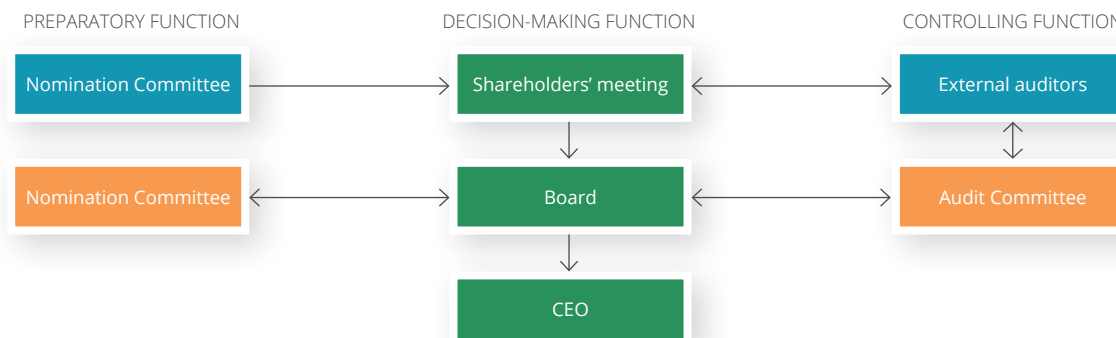 PREPARATORY FUNCTION
DECISION-MAKING FUNCTION
CONTROLLING FUNCTION
Nomination Committee
Shareholders’ meeting
External auditors
Nomination Committee
Board
Audit Committee
CEO